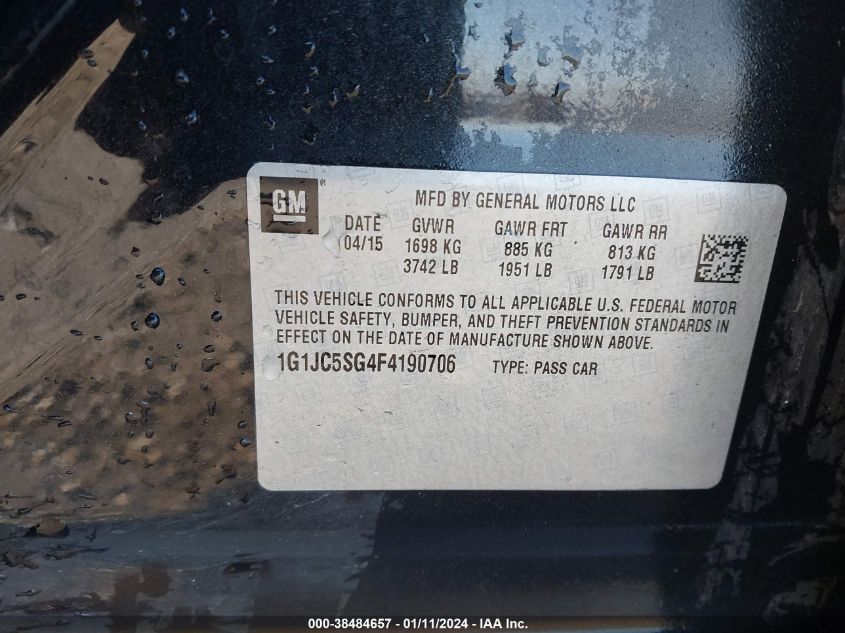 GM ®
MFD BY GENERAL MOTORS LLC
DATE GVWR GAWR FRT GAWR RR
04/15 1698 KG 885 KG 813 KG
3742 LB 1951 LB 1791 LB
THIS VEHICLE CONFORMS TO ALL APPLICABLE U.S. FEDERAL MOTOR
VEHICLE SAFETY, BUMPER, AND THEFT PREVENTION STANDARDS IN
EFFECT ON THE DATE OF MANUFACTURE SHOWN ABOVE.
1G1JC5SG4F4190706 TYPE: PASS CAR
000-38484657 - 01/11/2024 - IAA Inc.